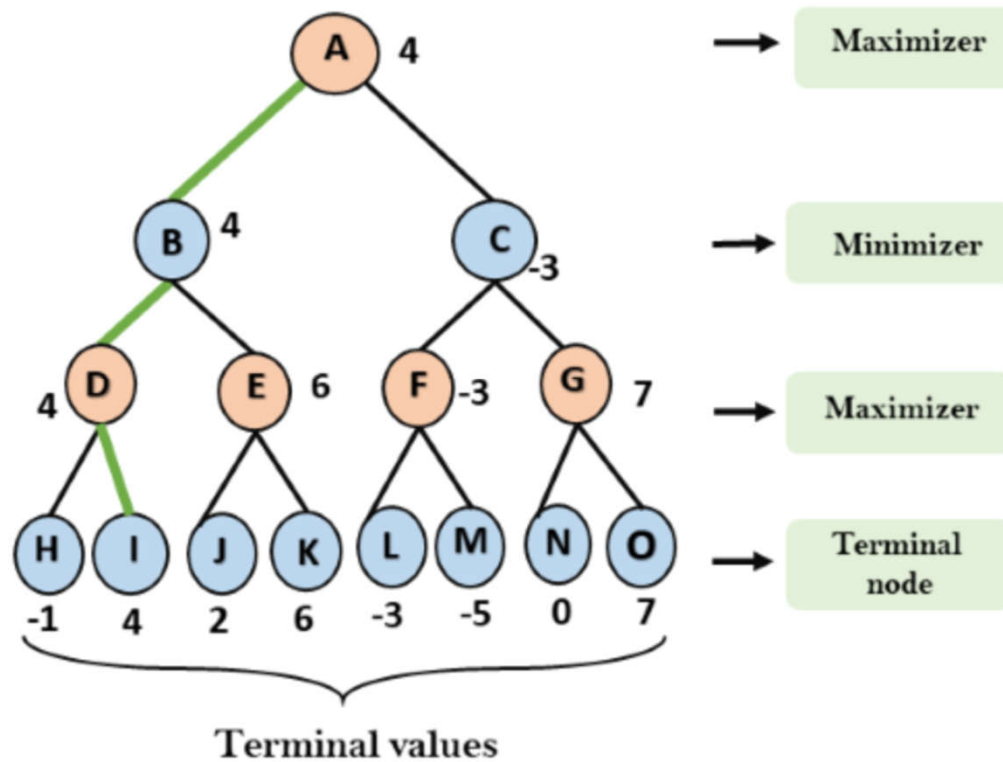 A 4
Maximizer
B 4
C -3
Minimizer
4 D
E 6
F -3
G 7
Maximizer
H I J K L M N O
Terminal
node
-1 4 2 6 -3 -5 0 7
Terminal values